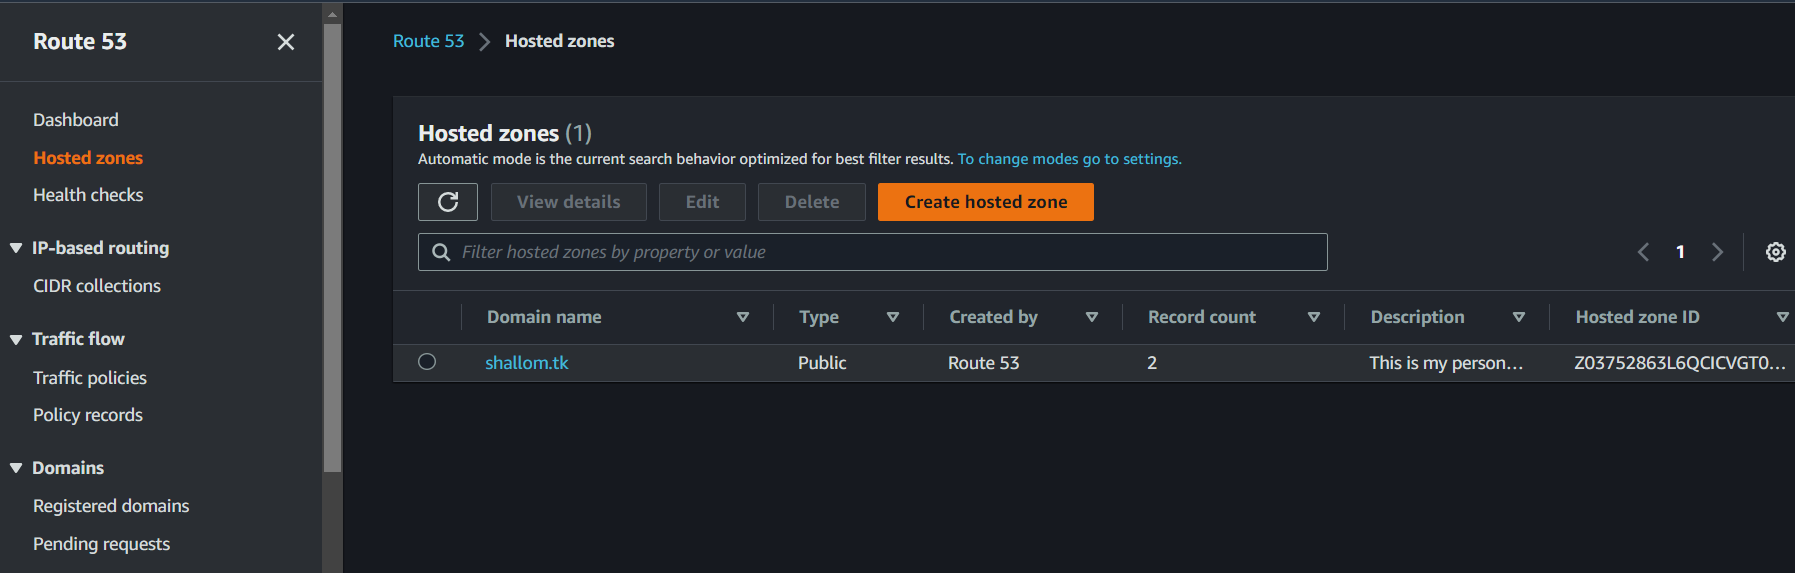 Route 53
Dashboard
Hosted zones
Health checks
IP-based routing
CIDR collections
Traffic flow
Traffic policies
Policy records
Domains
Registered domains
Pending requests
Route 53 Hosted zones
Hosted zones (1)
Automatic mode is the current search behavior optimized for best filter results. To change modes go to settings.
View details Edit Delete Create hosted zone
Filter hosted zones by property or value 1
Domain name Type Created by Record count Description Hosted zone ID
shallom.tk Public Route 53 2 This is my person... Z03752863L6QCICVGT0...